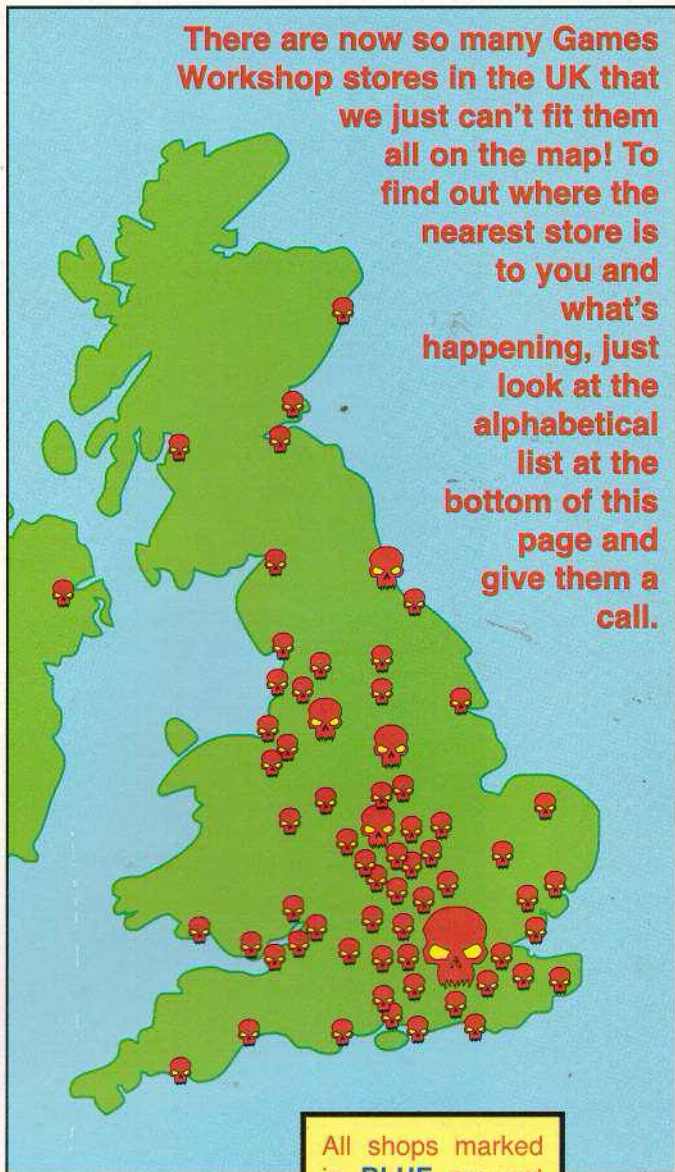 There are now so many Games
Workshop stores in the UK that
we just can't fit them
all on the map! To
find out where the
nearest store is
to you and
what's
happening, just
look at the
alphabetical
list at the
bottom of this
page and
give them a
call.
All shops marked
in BLUE